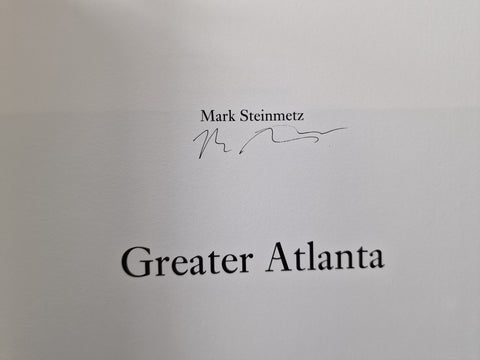 Mark Steinmetz
Greater Atlanta